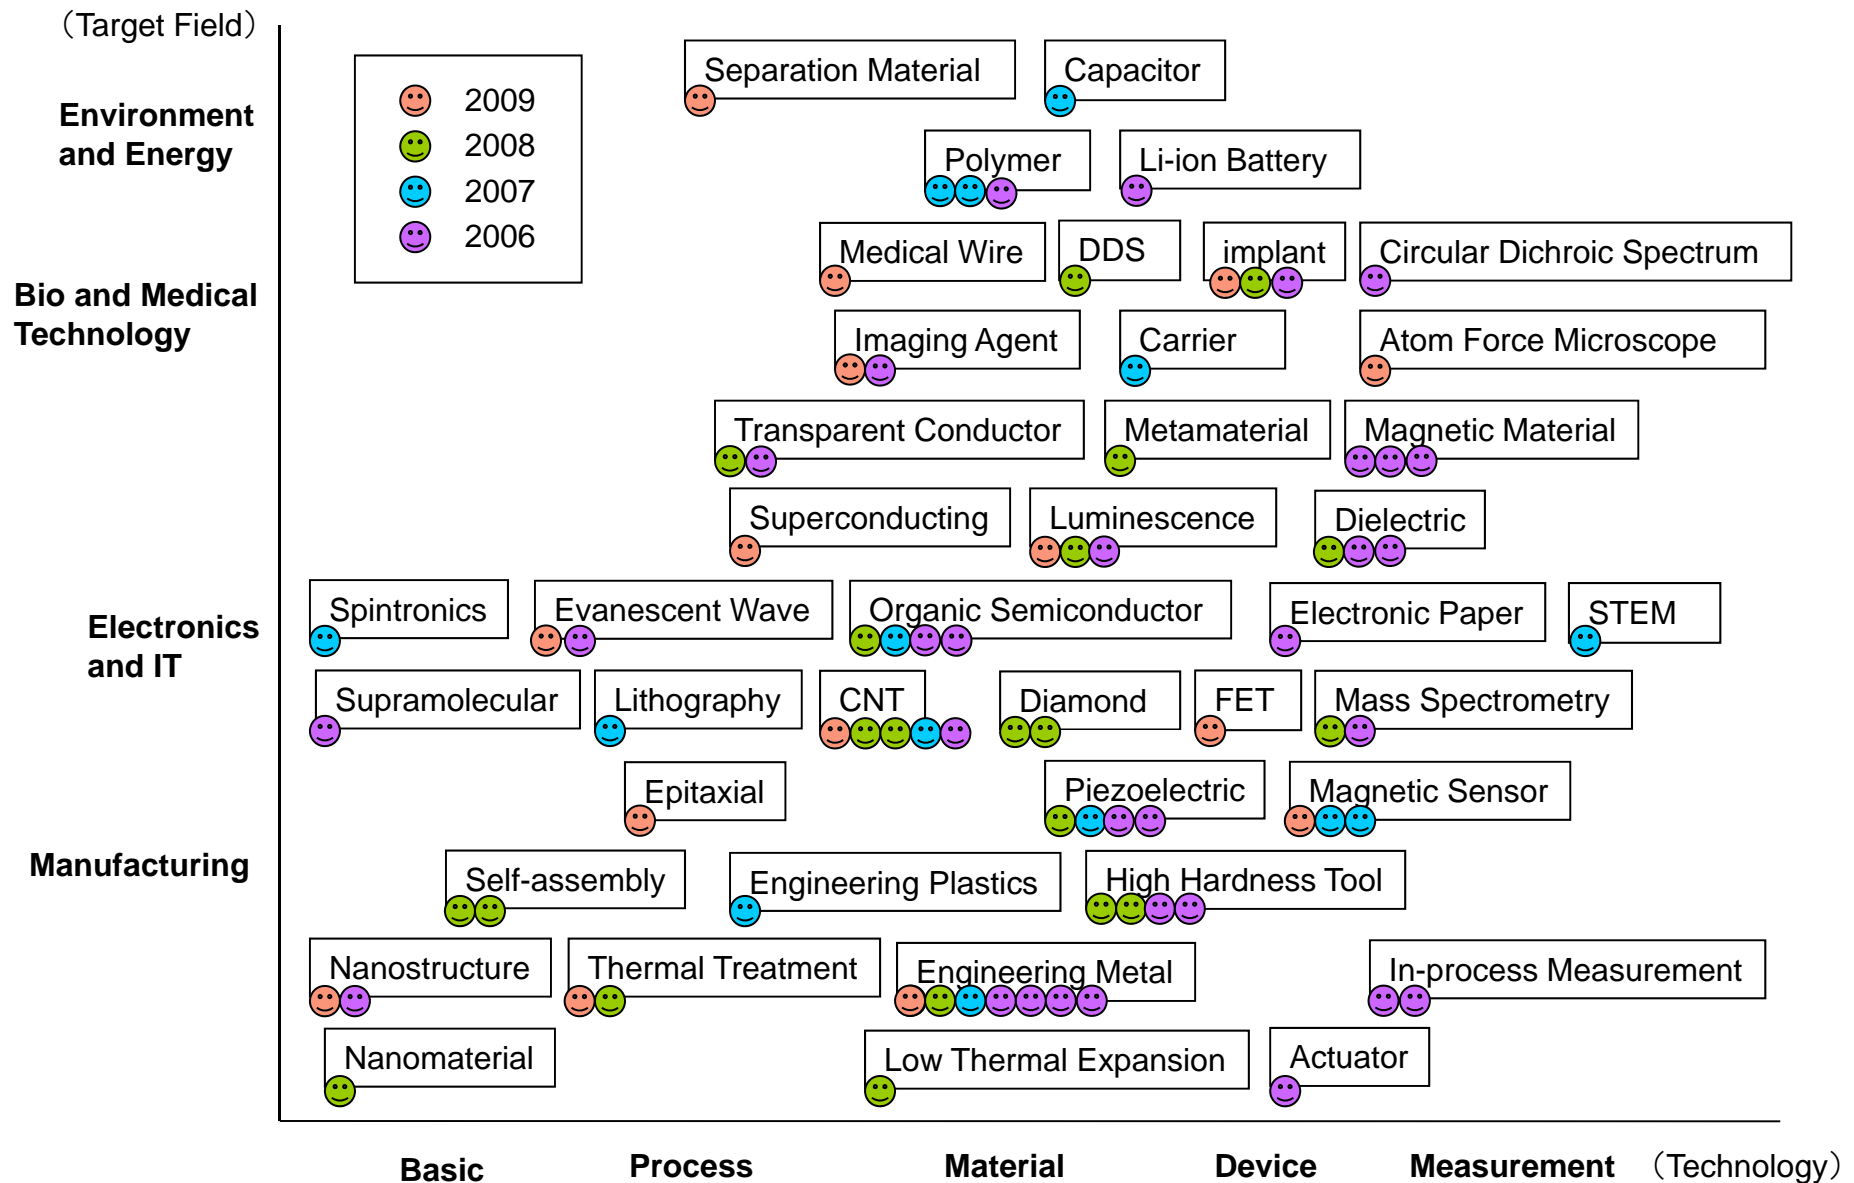 （Target Field）
2009
2008
2007
2006
Separation Material
Capacitor
Environment
and Energy
Polymer
Li-ion Battery
Medical Wire
DDS
implant
Circular Dichroic Spectrum
Bio and Medical
Technology
Imaging Agent
Carrier
Atom Force Microscope
Transparent Conductor
Metamaterial
Magnetic Material
Superconducting
Luminescence
Dielectric
Electronics
and IT
Spintronics
Evanescent Wave
Organic Semiconductor
Electronic Paper
STEM
Supramolecular
Lithography
CNT
Diamond
FET
Mass Spectrometry
Epitaxial
Piezoelectric
Magnetic Sensor
Manufacturing
Self-assembly
Engineering Plastics
High Hardness Tool
Nanostructure
Thermal Treatment
Engineering Metal
In-process Measurement
Nanomaterial
Low Thermal Expansion
Actuator
Basic
Process
Material
Device
Measurement
（Technology）